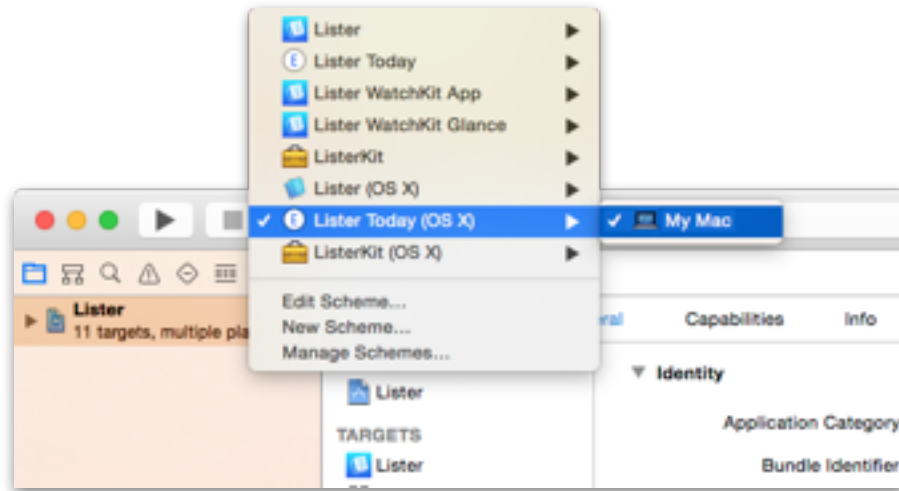 Lister
Lister Today
Lister WatchKit App
Lister WatchKit Glance
ListerKit
Lister (OS X)
Lister Today (OS X)
My Mac
ListerKit (OS X)
Edit Scheme...
New Scheme...
Manage Schemes...
Lister
11 targets, multiple pla
ral
Capabilities
Info
Identity
Lister
Application Category
TARGETS
Lister
Bundle Identifier